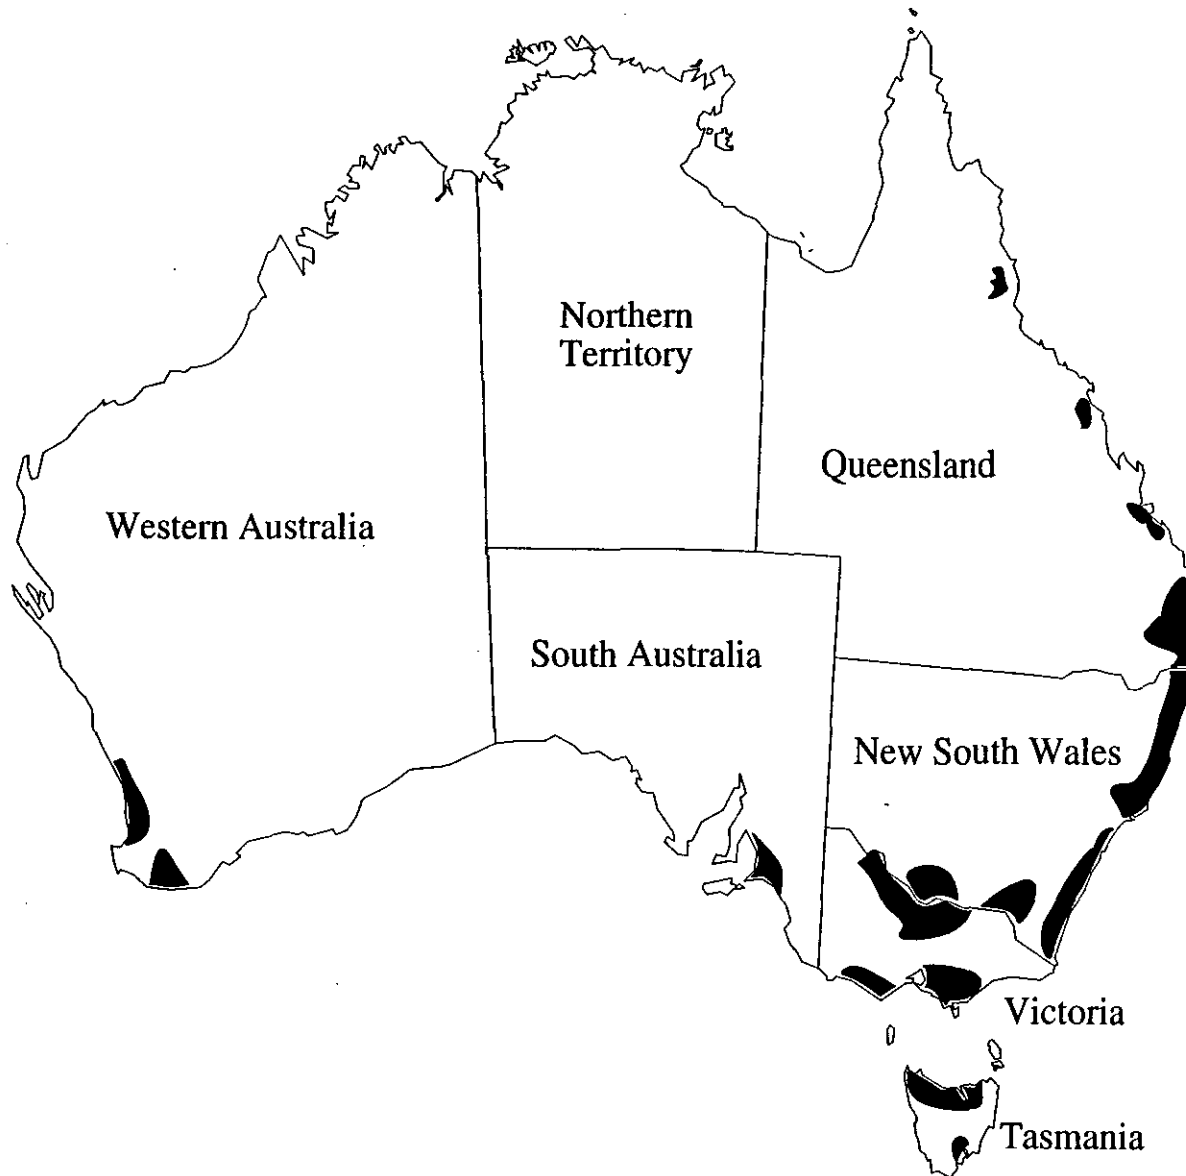 Northern
Territory
Queensland
Western Australia
South Australia
New South Wales
Victoria
Tasmania